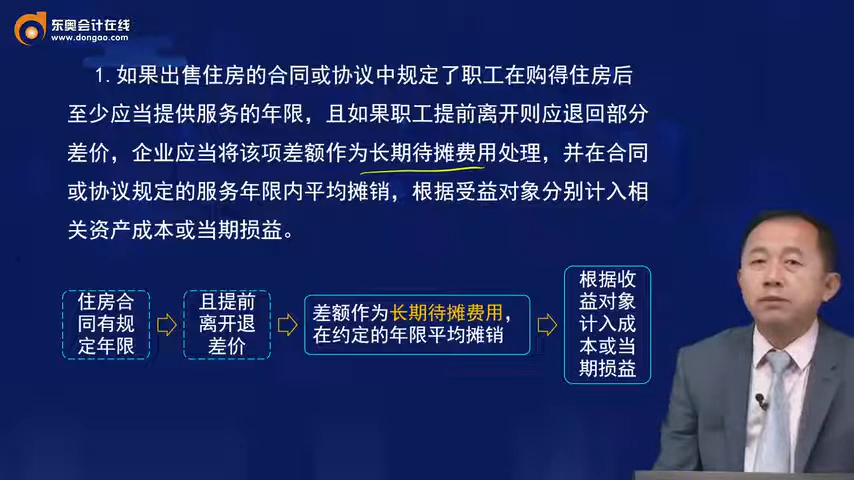 东奥会计在线
www.dongao.com
1.如果出售住房的合同或协议中规定了职工在购得住房后
至少应当提供服务的年限，且如果职工提前离开则应退回部分
差价，企业应当将该项差额作为长期待摊费用处理，并在合同
或协议规定的服务年限内平均摊销，根据受益对象分别计入相
关资产成本或当期损益。
住房合
同有规
定年限
且提前
离开退
差价
差额作为长期待摊费用，
在约定的年限平均摊销
根据收
益对象
计入成
本或当
期损益